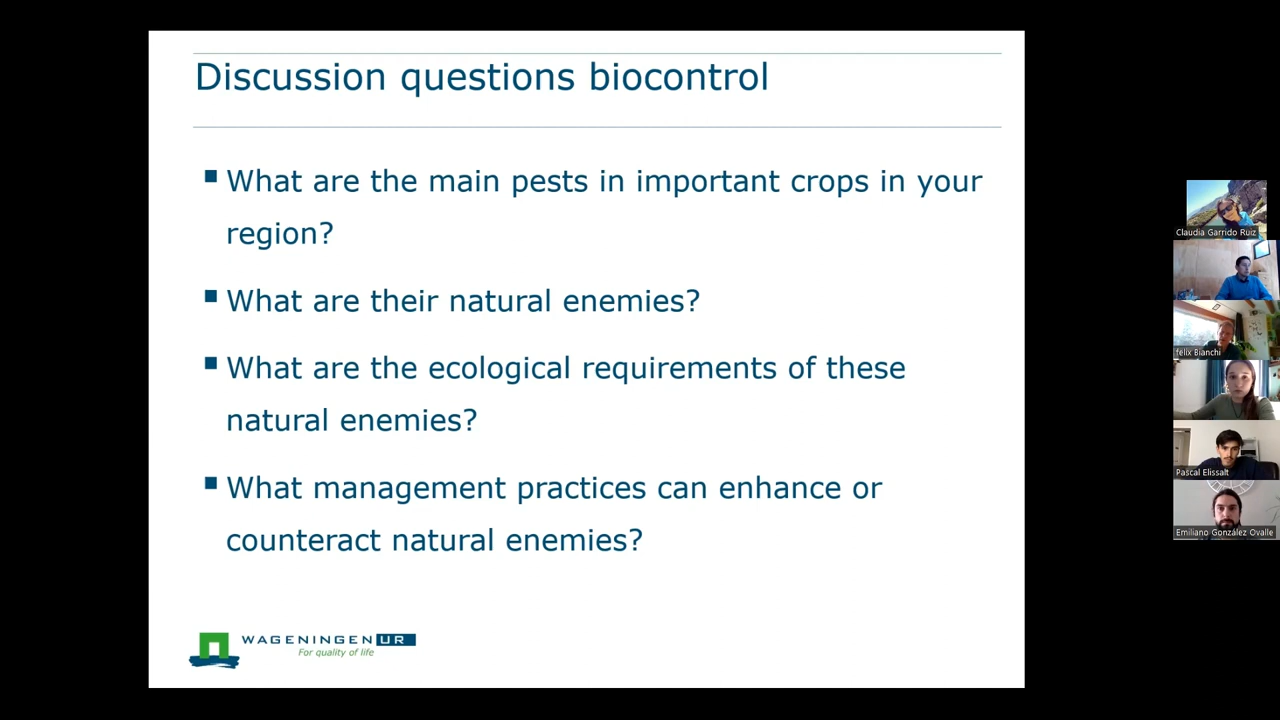 Discussion questions biocontrol
What are the main pests in important crops in your
region?
What are their natural enemies?
What are the ecological requirements of these
natural enemies?
What management practices can enhance or
counteract natural enemies?
WAGENINGEN UR
For quality of life
Claudia Garrido Ruiz
felix Bianchi
Pascal Elissalt
Emiliano González Ovalle